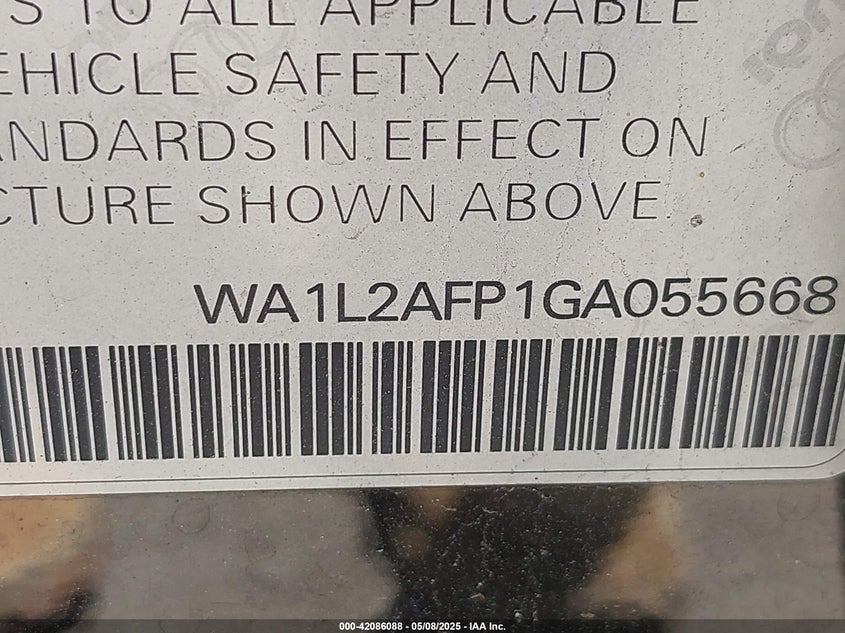 S TO ALL APPLICABLE
EHICLE SAFETY AND
ANDARDS IN EFFECT ON
CTURE SHOWN ABOVE.
WA1L2AFP1GA055668
000-42086088 - 05/08/2025 - IAA Inc.